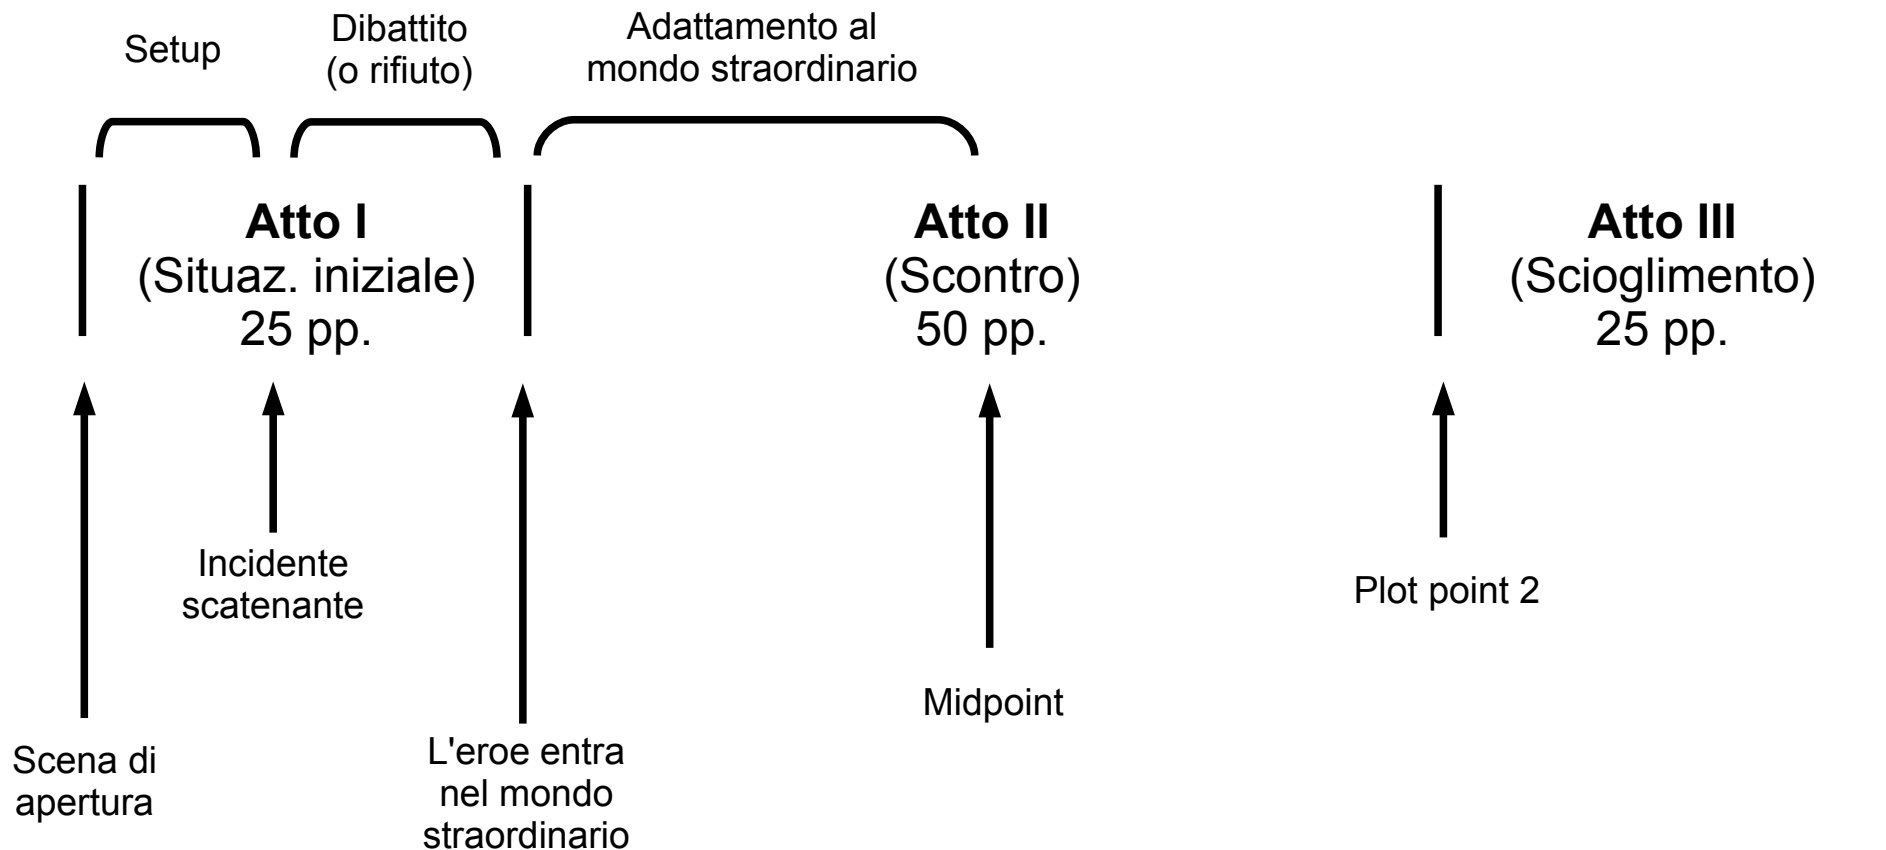 Setup
Dibattito
(o rifiuto)
Adattamento al
mondo straordinario
Atto I
(Situaz. iniziale)
25 pp.
Atto II
(Scontro)
50 pp.
Atto III
(Scioglimento)
25 pp.
Incidente
scatenante
Plot point 2
Midpoint
Scena di
apertura
L'eroe entra
nel mondo
straordinario